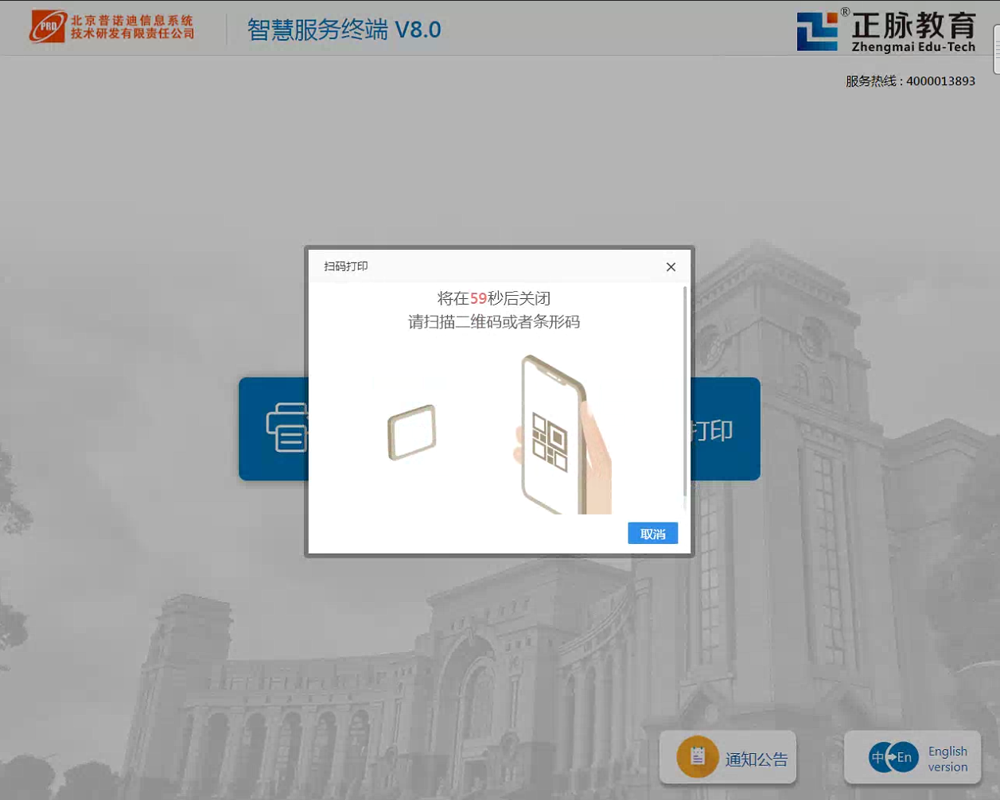 PRD
北京普诺迪信息系统
技术研发有限责任公司
智慧服务终端 V8.0
®
正脉教育
Zhengmai Edu-Tech
服务热线 : 4000013893
扫码打印
将在59秒后关闭
请扫描二维码或者条形码
打印
取消
通知公告
中 En
English
version